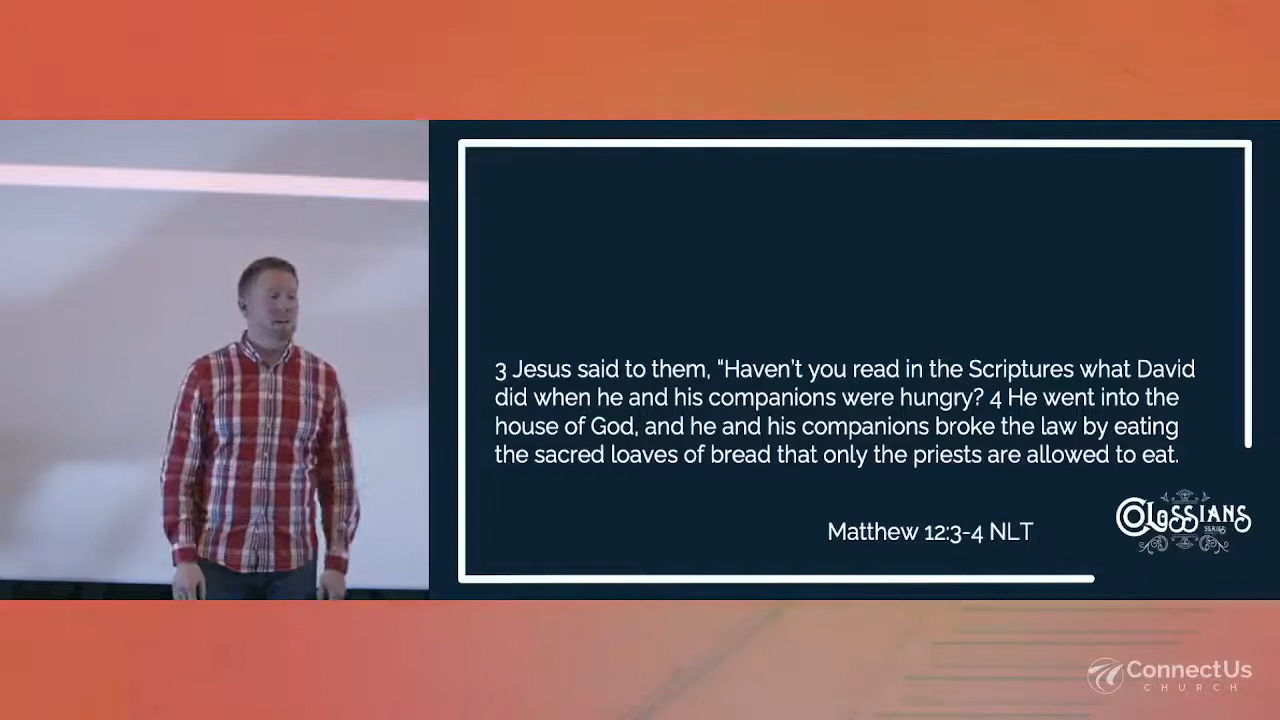 3 Jesus said to them, “Haven’t you read in the Scriptures what David
did when he and his companions were hungry? 4 He went into the
house of God, and he and his companions broke the law by eating
the sacred loaves of bread that only the priests are allowed to eat.
Matthew 12:3-4 NLT
COLOSSIANS
SERIES
ConnectUs
CHURCH